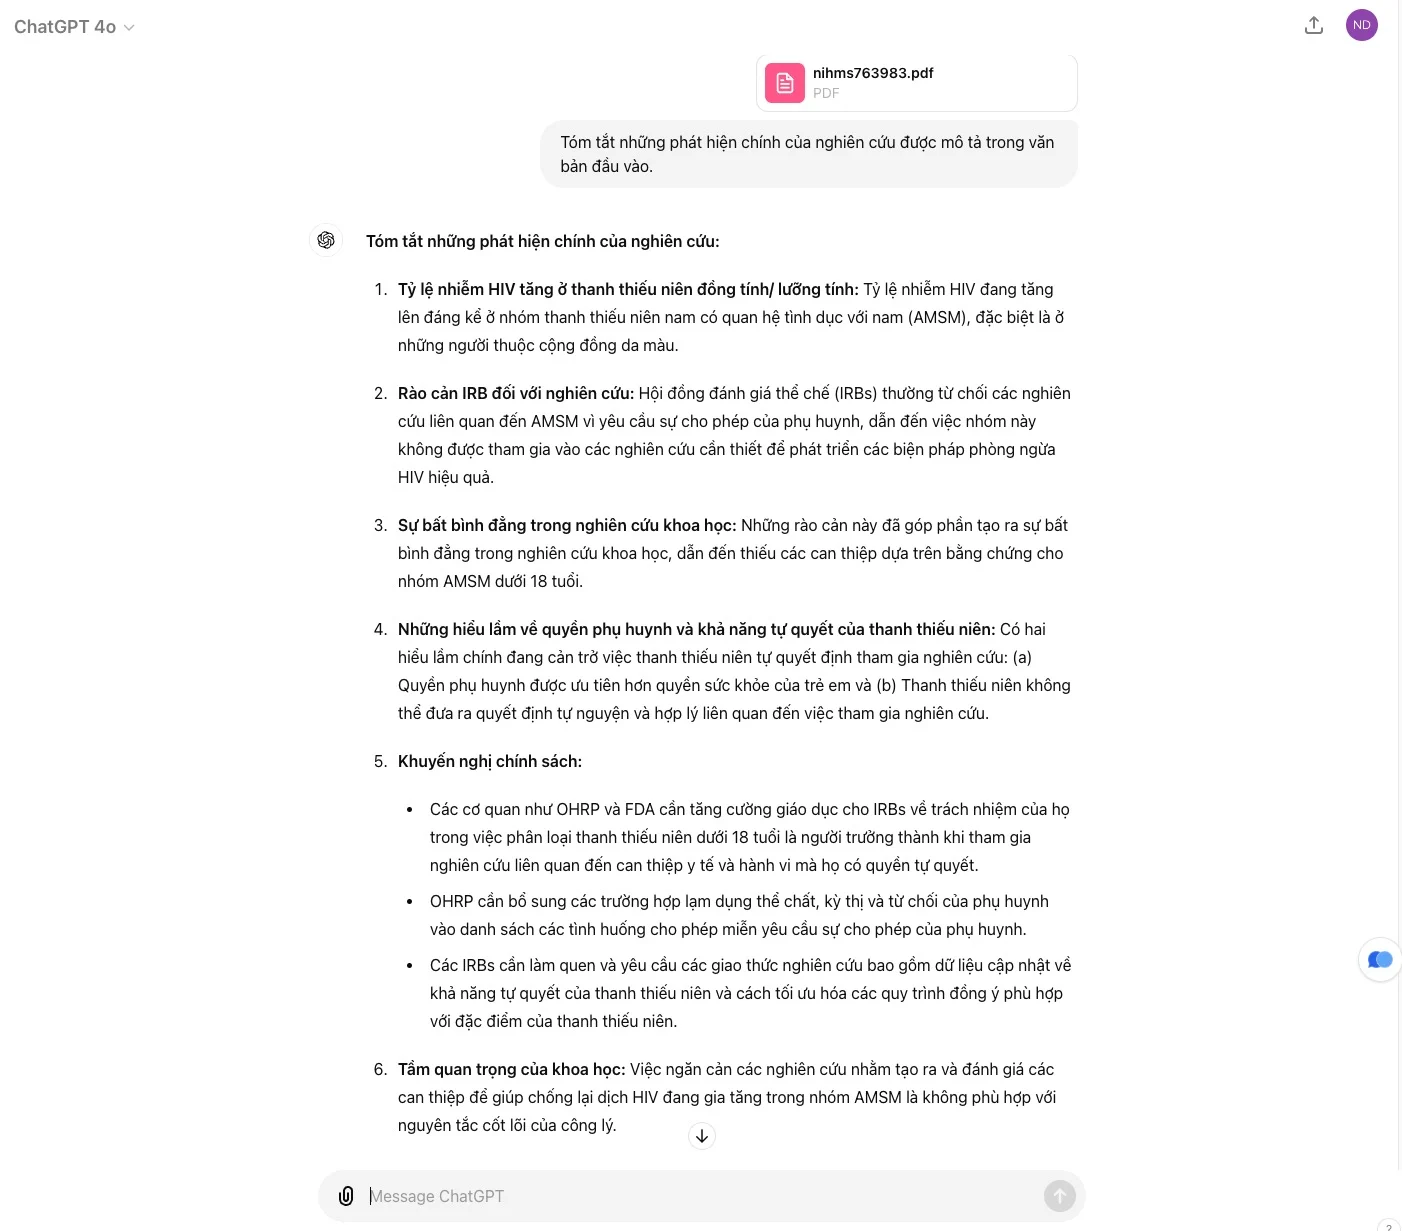 ChatGPT 4o
ND
nihms763983.pdf
PDF
Tóm tắt những phát hiện chính của nghiên cứu được mô tả trong văn
bản đầu vào.
Tóm tắt những phát hiện chính của nghiên cứu:
1. Tỷ lệ nhiễm HIV tăng ở thanh thiếu niên đồng tính/ lưỡng tính: Tỷ lệ nhiễm HIV đang tăng
lên đáng kể ở nhóm thanh thiếu niên nam có quan hệ tình dục với nam (AMSM), đặc biệt là ở
những người thuộc cộng đồng da màu.
2. Rào cản IRB đối với nghiên cứu: Hội đồng đánh giá thể chế (IRBs) thường từ chối các nghiên
cứu liên quan đến AMSM vì yêu cầu sự cho phép của phụ huynh, dẫn đến việc nhóm này
không được tham gia vào các nghiên cứu cần thiết để phát triển các biện pháp phòng ngừa
HIV hiệu quả.
3. Sự bất bình đẳng trong nghiên cứu khoa học: Những rào cản này đã góp phần tạo ra sự bất
bình đẳng trong nghiên cứu khoa học, dẫn đến thiếu các can thiệp dựa trên bằng chứng cho
nhóm AMSM dưới 18 tuổi.
4. Những hiểu lầm về quyền phụ huynh và khả năng tự quyết của thanh thiếu niên: Có hai
hiểu lầm chính đang cản trở việc thanh thiếu niên tự quyết định tham gia nghiên cứu: (a)
Quyền phụ huynh được ưu tiên hơn quyền sức khỏe của trẻ em và (b) Thanh thiếu niên không
thể đưa ra quyết định tự nguyện và hợp lý liên quan đến việc tham gia nghiên cứu.
5. Khuyến nghị chính sách:
• Các cơ quan như OHRP và FDA cần tăng cường giáo dục cho IRBs về trách nhiệm của họ
trong việc phân loại thanh thiếu niên dưới 18 tuổi là người trưởng thành khi tham gia
nghiên cứu liên quan đến can thiệp y tế và hành vi mà họ có quyền tự quyết.
• OHRP cần bổ sung các trường hợp lạm dụng thể chất, kỳ thị và từ chối của phụ huynh
vào danh sách các tình huống cho phép miễn yêu cầu sự cho phép của phụ huynh.
• Các IRBs cần làm quen và yêu cầu các giao thức nghiên cứu bao gồm dữ liệu cập nhật về
khả năng tự quyết của thanh thiếu niên và cách tối ưu hóa các quy trình đồng ý phù hợp
với đặc điểm của thanh thiếu niên.
6. Tầm quan trọng của khoa học: Việc ngăn cản các nghiên cứu nhằm tạo ra và đánh giá các
can thiệp để giúp chống lại dịch HIV đang gia tăng trong nhóm AMSM là không phù hợp với
nguyên tắc cốt lõi của công lý.
Message ChatGPT
?